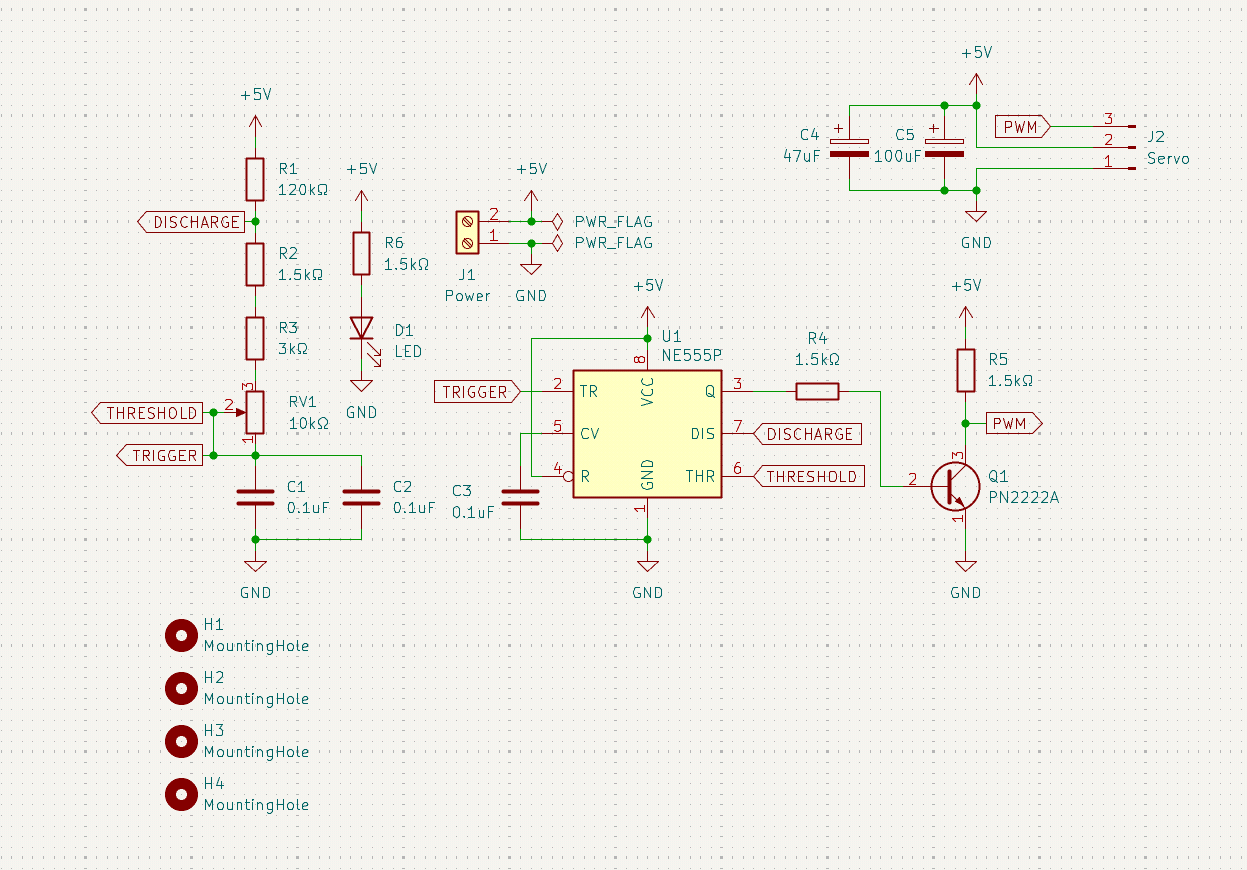 +5V
R1
120kΩ
DISCHARGE
R2
1.5kΩ
R3
3kΩ
3
RV1
10kΩ
2
1
THRESHOLD
TRIGGER
C1
0.1uF
C2
0.1uF
GND
+5V
R6
1.5kΩ
D1
LED
GND
+5V
2
1
PWR_FLAG
PWR_FLAG
J1
Power
GND
+5V
C4
47uF
+
C5
100uF
+
PWM
3
2
1
J2
Servo
GND
+5V
U1
NE555P
8
VCC
TRIGGER
2
TR
5
CV
4
R
Q
3
DIS
7
DISCHARGE
THR
6
THRESHOLD
GND
1
C3
0.1uF
GND
R4
1.5kΩ
+5V
R5
1.5kΩ
PWM
3
2
1
Q1
PN2222A
GND
H1
MountingHole
H2
MountingHole
H3
MountingHole
H4
MountingHole